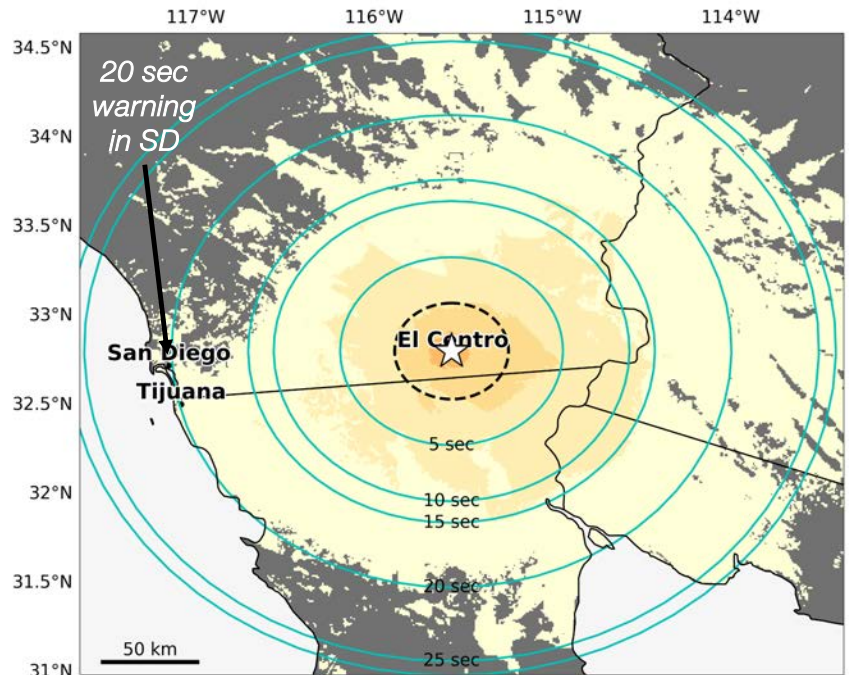 117°W 116°W 115°W 114°W
34.5°N
20 sec
warning
in SD
34°N
33.5°N
33°N
El Centro
San Diego
Tijuana
32.5°N
5 sec
32°N
10 sec
15 sec
31.5°N
20 sec
50 km
25 sec
31°N